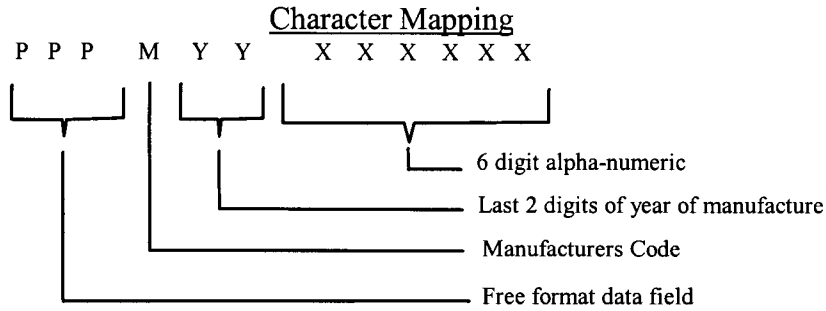 Character Mapping
P P P M Y Y X X X X X X
6 digit alpha-numeric
Last 2 digits of year of manufacture
Manufacturers Code
Free format data field